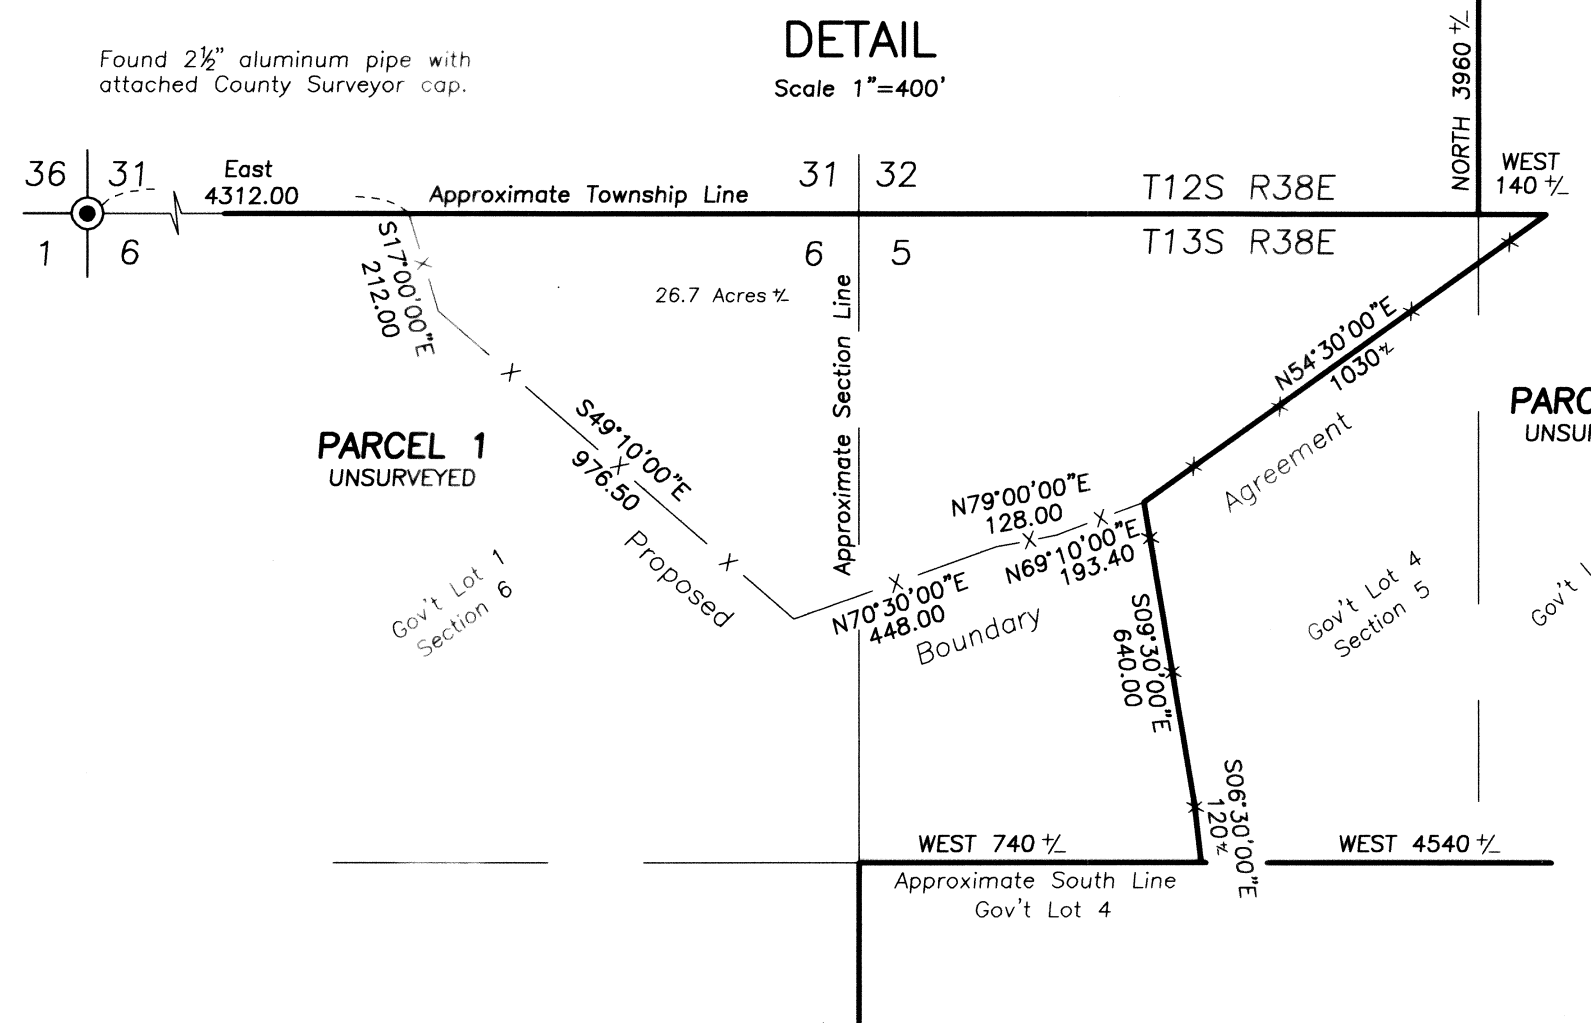 DETAIL
Scale 1"=400'
Found 2½" aluminum pipe with
attached County Surveyor cap.
NORTH 3960 +/-
WEST
140 +/-
36
31
East
4312.00
Approximate Township Line
31
32
T12S R38E
1
6
6
5
T13S R38E
S17°00'00"E
212.00
26.7 Acres +/-
Approximate Section Line
N54°30'00"E
1030 +/-
Agreement
PARCEL 1
UNSURVEYED
S49°10'00"E
976.50
Proposed
N79°00'00"E
128.00
N69°10'00"E
193.40
N70°30'00"E
448.00
Boundary
Gov't Lot 1
Section 6
S09°30'00"E
640.00
Gov't Lot 4
Section 5
PARC
UNSU
Gov't L
S06°30'00"E
120 +/-
WEST 740 +/-
WEST 4540 +/-
Approximate South Line
Gov't Lot 4